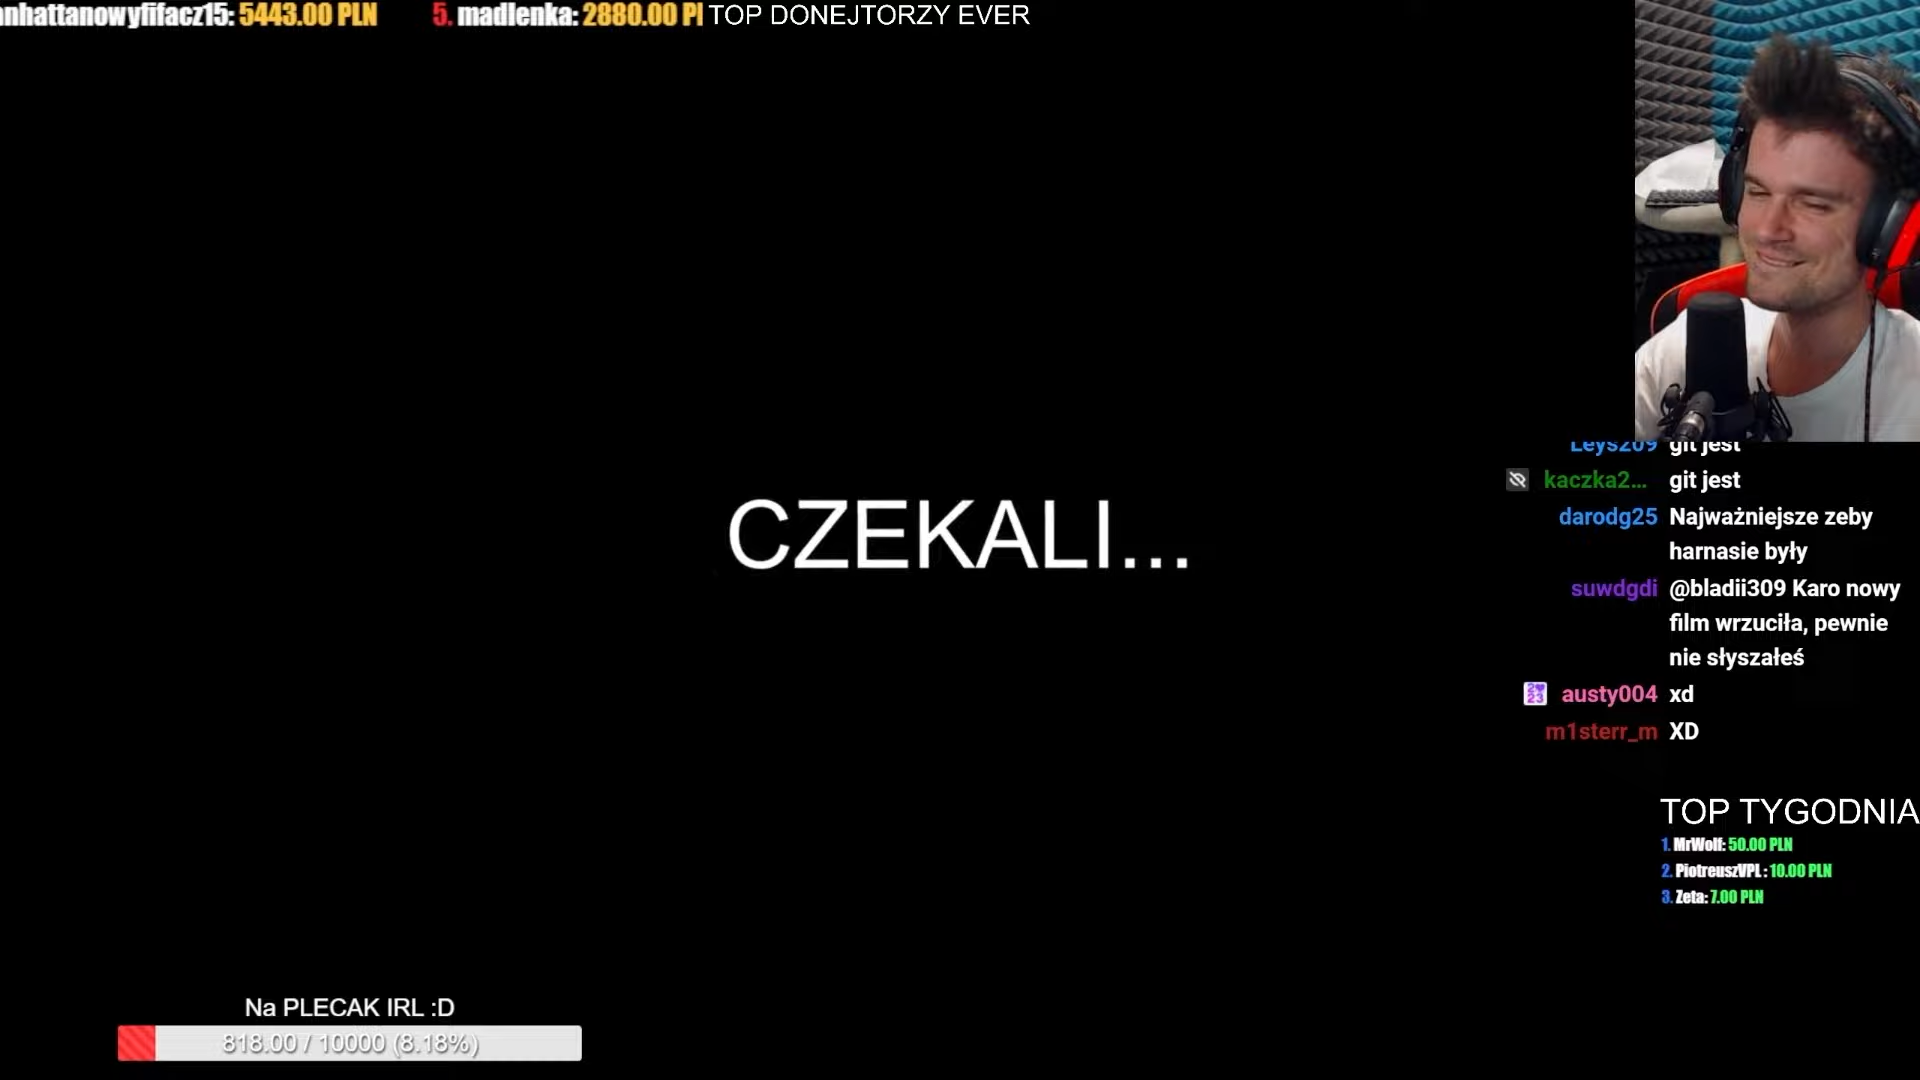 5443.00 PLN
5. madlenka: 2880.00
TOP DONEJTORZY EVER
CZEKALI...
Leys209 git jest
kaczka2... git jest
darodg25 Najważniejsze zeby
harnasie były
suwdgdi @bladii309 Karo nowy
film wrzuciła, pewnie
nie słyszałeś
austy004 xd
m1sterr_m XD
TOP TYGODNIA
1. MrWolf: 50.00 PLN
2. PiotreuszVPL : 10.00 PLN
3. Zeta: 7.00 PLN
Na PLECAK IRL :D
818.00 / 10000 (8.18%)